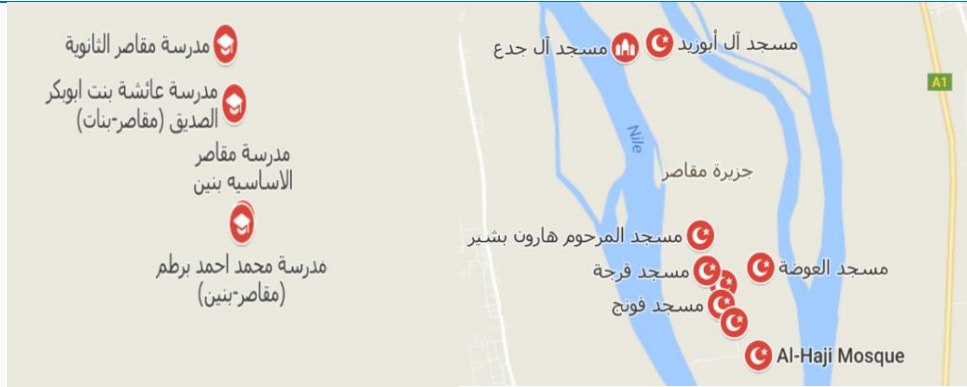 مدرسة مقاصر الثانوية
مدرسة عائشة بنت ابوبكر
الصديق (مقاصر-بنات)
مدرسة مقاصر
الاساسيه بنين
مدرسة محمد احمد برطم
(مقاصر-بنين)
مسجد آل أبوزيد
مسجد آل جدع
A1
Nile
جزيرة مقاصر
مسجد المرحوم هارون بشير
مسجد العوضة
مسجد قرجة
مسجد فونج
Al-Haji Mosque